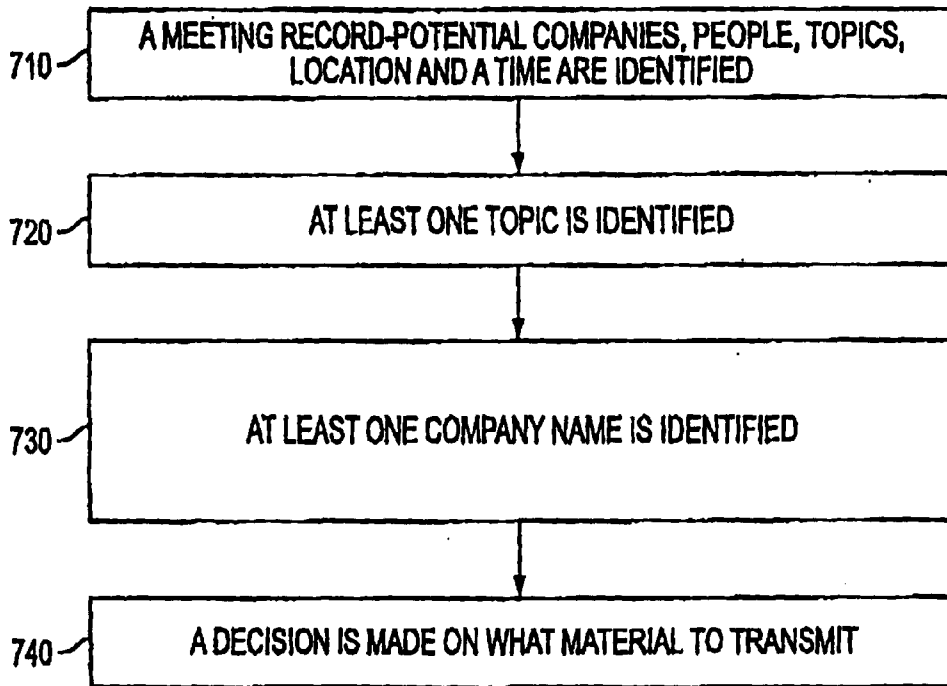 710
A MEETING RECORD-POTENTIAL COMPANIES, PEOPLE, TOPICS,
LOCATION AND A TIME ARE IDENTIFIED
720
AT LEAST ONE TOPIC IS IDENTIFIED
730
AT LEAST ONE COMPANY NAME IS IDENTIFIED
740
A DECISION IS MADE ON WHAT MATERIAL TO TRANSMIT